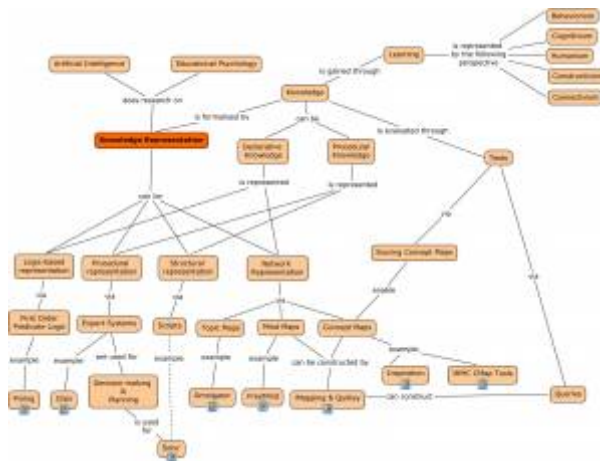 Behaviorism
Cognitivism
Humanism
Constructivism
Connectivism
Learning
is represented
by the following
perspective
Artificial Intelligence
Educational Psychology
is gained through
Knowledge
does research on
is formalised by
can be
is evaluated through
Knowledge Representation
Declarative
Knowledge
Procedural
Knowledge
Tests
is represented
is represented
can be
via
Scoring Concept Maps
Logic-based
representation
Procedural
representation
Structural
representation
Network
Representation
via
via
via
via
via
enable
First Order
Predicate Logic
Expert Systems
Scripts
Topic Maps
Mind Maps
Concept Maps
example
example
are used for
example
example
example
can be constructed by
example
example
Inspiration
IHMC CMap Tools
Decision making
&
Planning
Prolog
Clips
Omnigator
FreeMind
Mapping & Quikey
can construct
Queries
is used
for